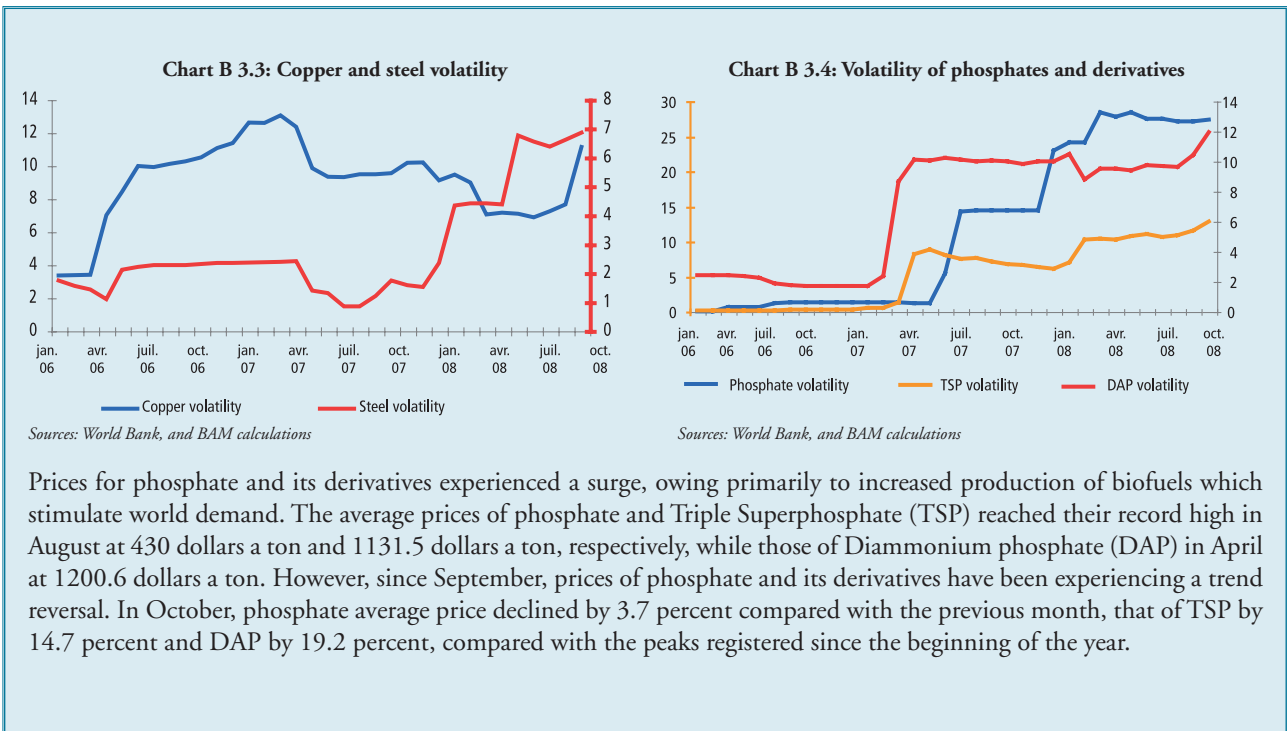 Chart B 3.3: Copper and steel volatility
14
12
10
8
6
4
2
0
8
7
6
5
4
3
2
1
0
jan. avr. juil. oct. jan. avr. juil. oct. jan. avr. juil. oct.
06 06 06 06 07 07 07 07 08 08 08 08
Copper volatility Steel volatility
Sources: World Bank, and BAM calculations
Chart B 3.4: Volatility of phosphates and derivatives
30
25
20
15
10
5
0
14
12
10
8
6
4
2
0
jan. avr. juil. oct. jan. avr. juil. oct. jan. avr. juil. oct.
06 06 06 06 07 07 07 07 08 08 08 08
Phosphate volatility TSP volatility DAP volatility
Sources: World Bank, and BAM calculations
Prices for phosphate and its derivatives experienced a surge, owing primarily to increased production of biofuels which
stimulate world demand. The average prices of phosphate and Triple Superphosphate (TSP) reached their record high in
August at 430 dollars a ton and 1131.5 dollars a ton, respectively, while those of Diammonium phosphate (DAP) in April
at 1200.6 dollars a ton. However, since September, prices of phosphate and its derivatives have been experiencing a trend
reversal. In October, phosphate average price declined by 3.7 percent compared with the previous month, that of TSP by
14.7 percent and DAP by 19.2 percent, compared with the peaks registered since the beginning of the year.